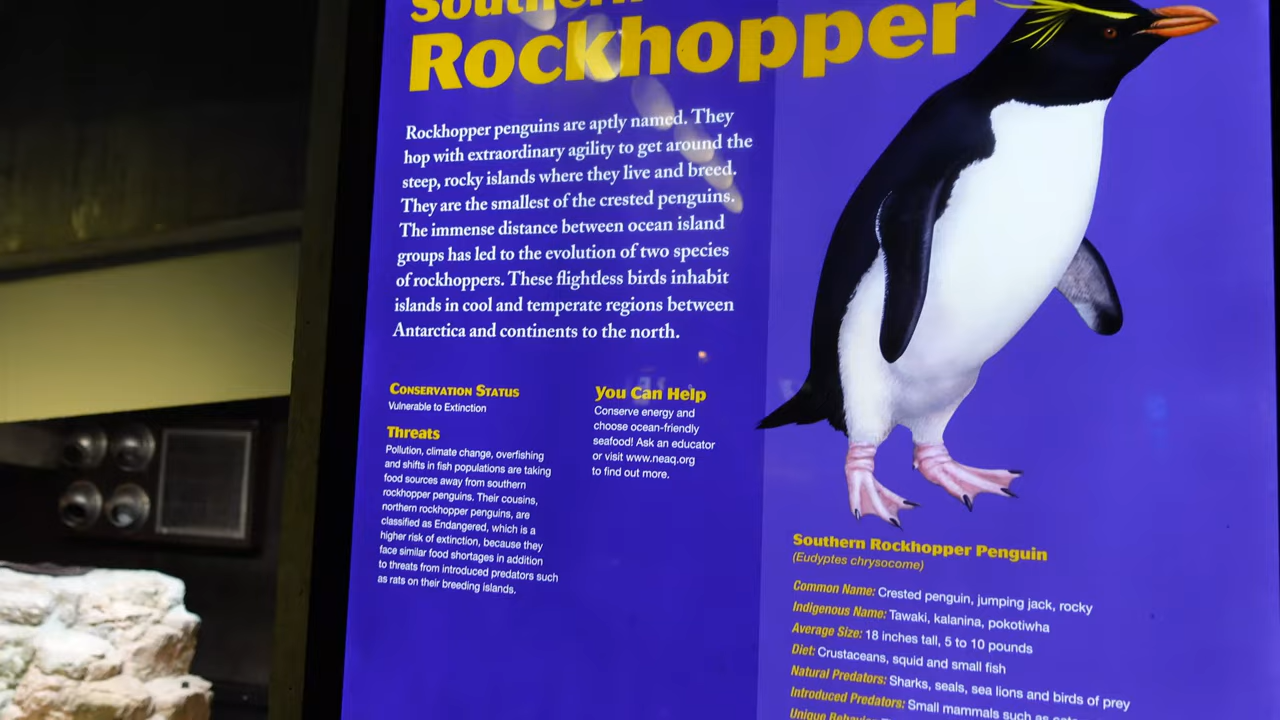 Southern
Rockhopper
Rockhopper penguins are aptly named. They
hop with extraordinary agility to get around the
steep, rocky islands where they live and breed.
They are the smallest of the crested penguins.
The immense distance between ocean island
groups has led to the evolution of two species
of rockhoppers. These flightless birds inhabit
islands in cool and temperate regions between
Antarctica and continents to the north.
Conservation Status
Vulnerable to Extinction
Threats
Pollution, climate change, overfishing
and shifts in fish populations are taking
food sources away from southern
rockhopper penguins. Their cousins,
northern rockhopper penguins, are
classified as Endangered, which is a
higher risk of extinction, because they
face similar food shortages in addition
to threats from introduced predators such
as rats on their breeding islands.
You Can Help
Conserve energy and
choose ocean-friendly
seafood! Ask an educator
or visit www.neaq.org
to find out more.
Southern Rockhopper Penguin
(Eudyptes chrysocome)
Common Name: Crested penguin, jumping jack, rocky
Indigenous Name: Tawaki, kalanina, pokotiwha
Average Size: 18 inches tall, 5 to 10 pounds
Diet: Crustaceans, squid and small fish
Natural Predators: Sharks, seals, sea lions and birds of prey
Introduced Predators: Small mammals such as
Unique Behavior: